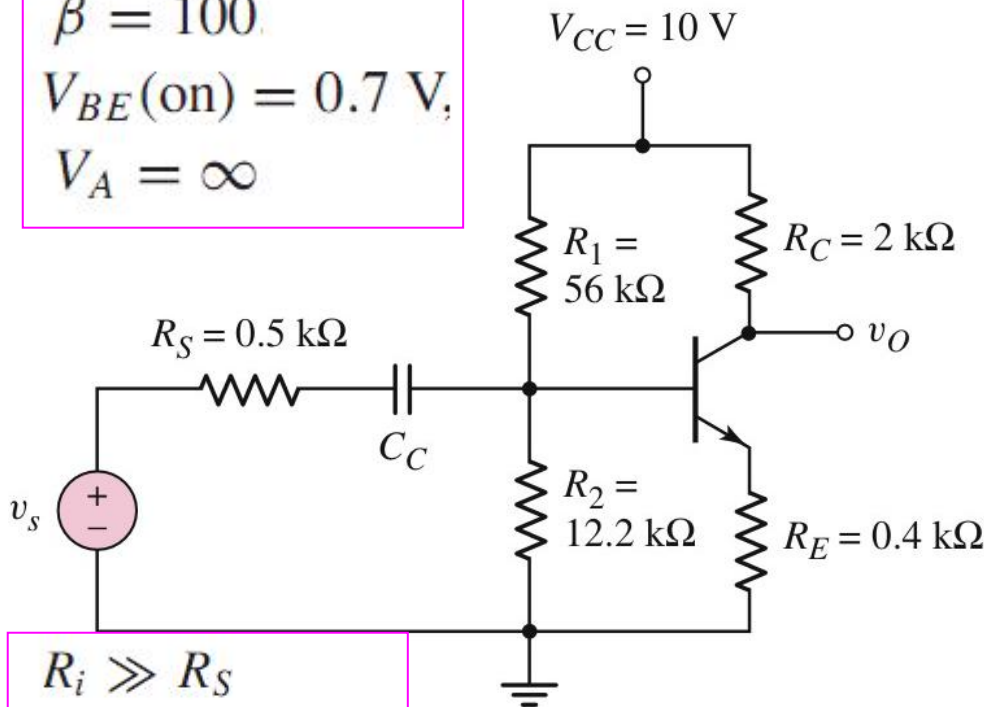 β = 100
V_BE(on) = 0.7 V,
V_A = ∞
V_CC = 10 V
R_1 =
56 kΩ
R_C = 2 kΩ
R_S = 0.5 kΩ
v_O
C_C
v_s
+
−
R_2 =
12.2 kΩ
R_E = 0.4 kΩ
R_i ≫ R_S